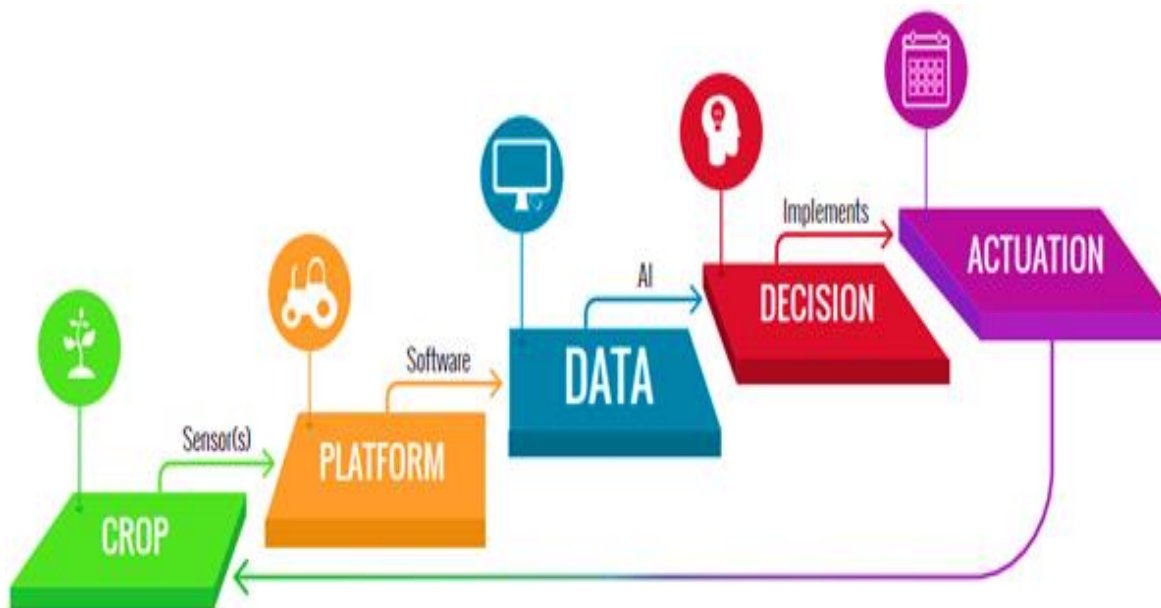 CROP
Sensor(s)
PLATFORM
Software
DATA
AI
DECISION
Implements
ACTUATION